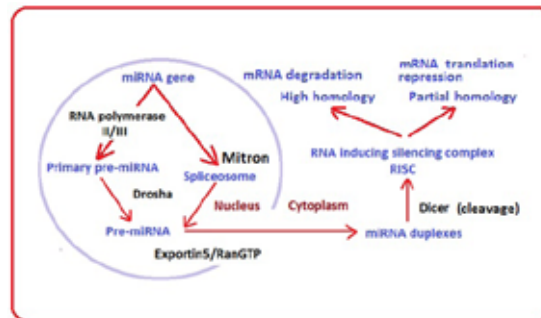 miRNA gene
RNA polymerase
II/III
Primary pre-miRNA
Mitron
Spliceosome
Drosha
Nucleus
Pre-miRNA
Exportin5/RanGTP
Cytoplasm
mRNA degradation
High homology
mRNA translation
repression
Partial homology
RNA inducing silencing complex
RISC
Dicer (cleavage)
miRNA duplexes